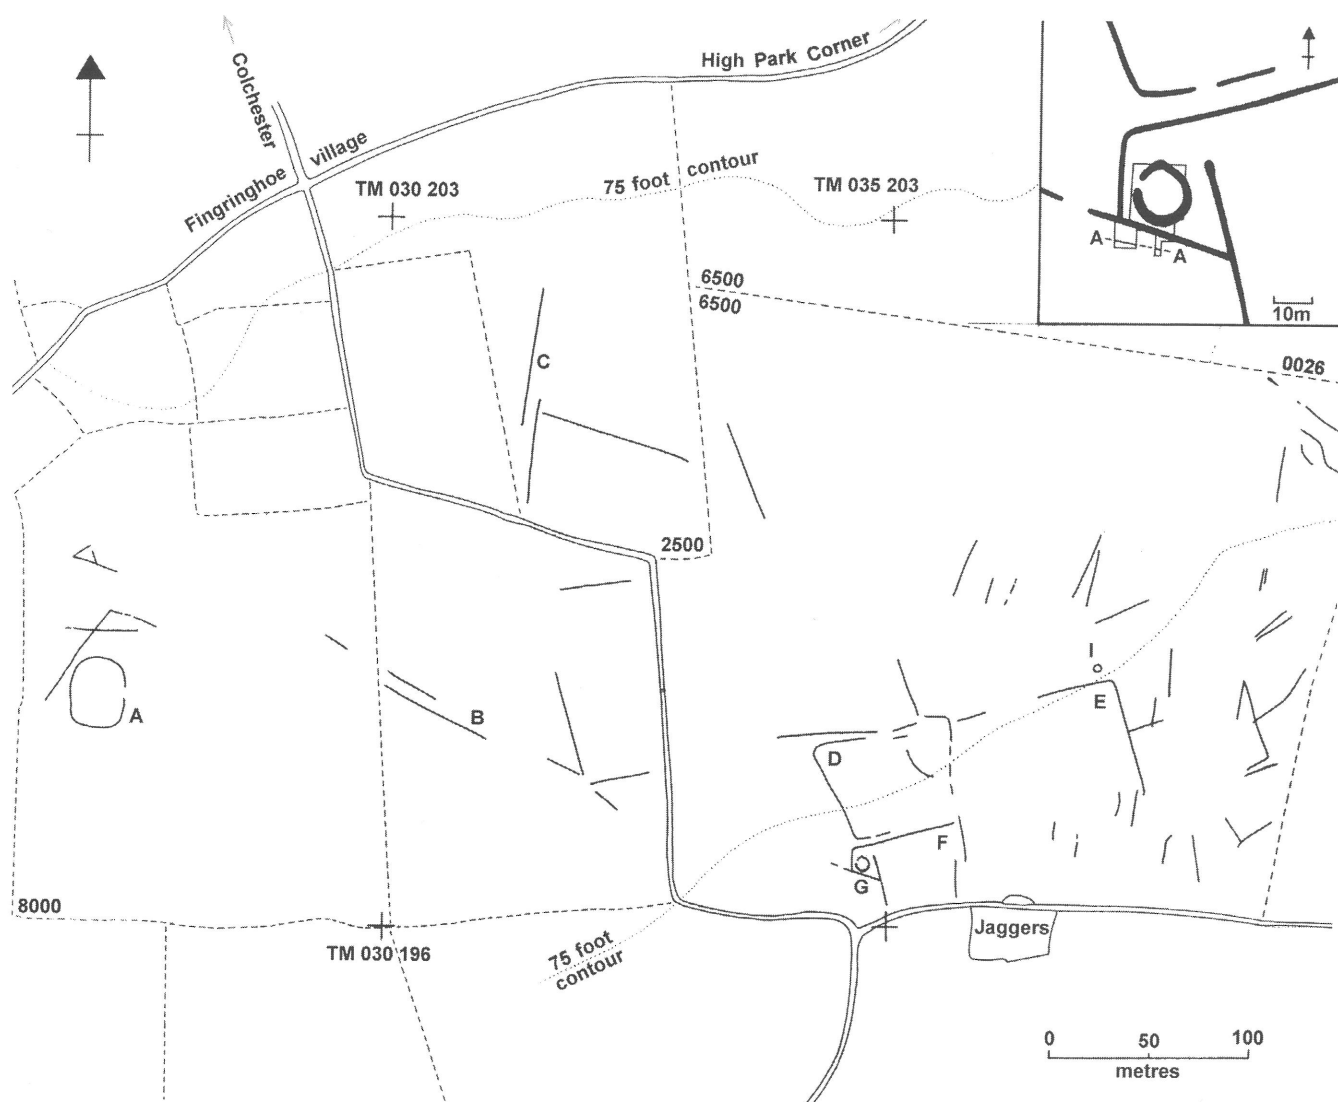 Colchester
High Park Corner
village
Fingringhoe
TM 030 203
75 foot contour
TM 035 203
A
A
10m
6500
6500
0026
C
2500
A
B
I
E
D
F
G
8000
TM 030 196
75 foot
contour
Jaggers
0 50 100
metres